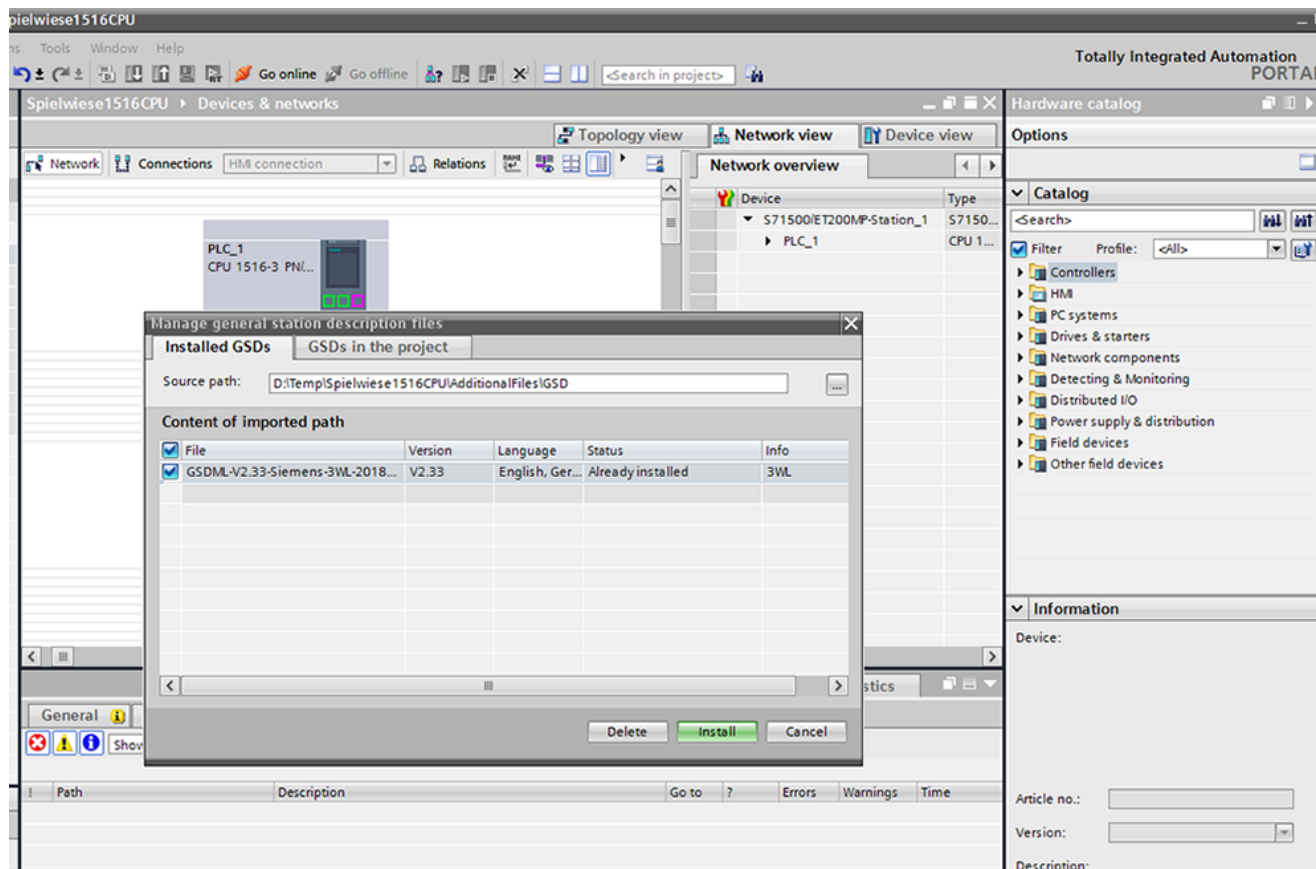 pielwiese1516CPU
ns Tools Window Help
Totally Integrated Automation
PORTAL
Go online Go offline <Search in project>
Spielwiese1516CPU Devices & networks
Hardware catalog
Topology view Network view Device view
Options
Network Connections HMI connection Relations
Network overview
Catalog
Device Type
<Search>
S71500/ET200MP-Station_1 S7150...
PLC_1 CPU 1...
Filter Profile: <All>
PLC_1
CPU 1516-3 PN/...
Controllers
HMI
PC systems
Drives & starters
Network components
Detecting & Monitoring
Distributed I/O
Power supply & distribution
Field devices
Other field devices
Manage general station description files
Installed GSDs GSDs in the project
Source path: D:\Temp\Spielwiese1516CPU\AdditionalFiles\GSD ...
Content of imported path
File Version Language Status Info
GSDML-V2.33-Siemens-3WL-2018... V2.33 English, Ger... Already installed 3WL
Delete Install Cancel
Information
Device:
stics
General
Show
! Path Description Go to ? Errors Warnings Time
Article no.:
Version:
Description: